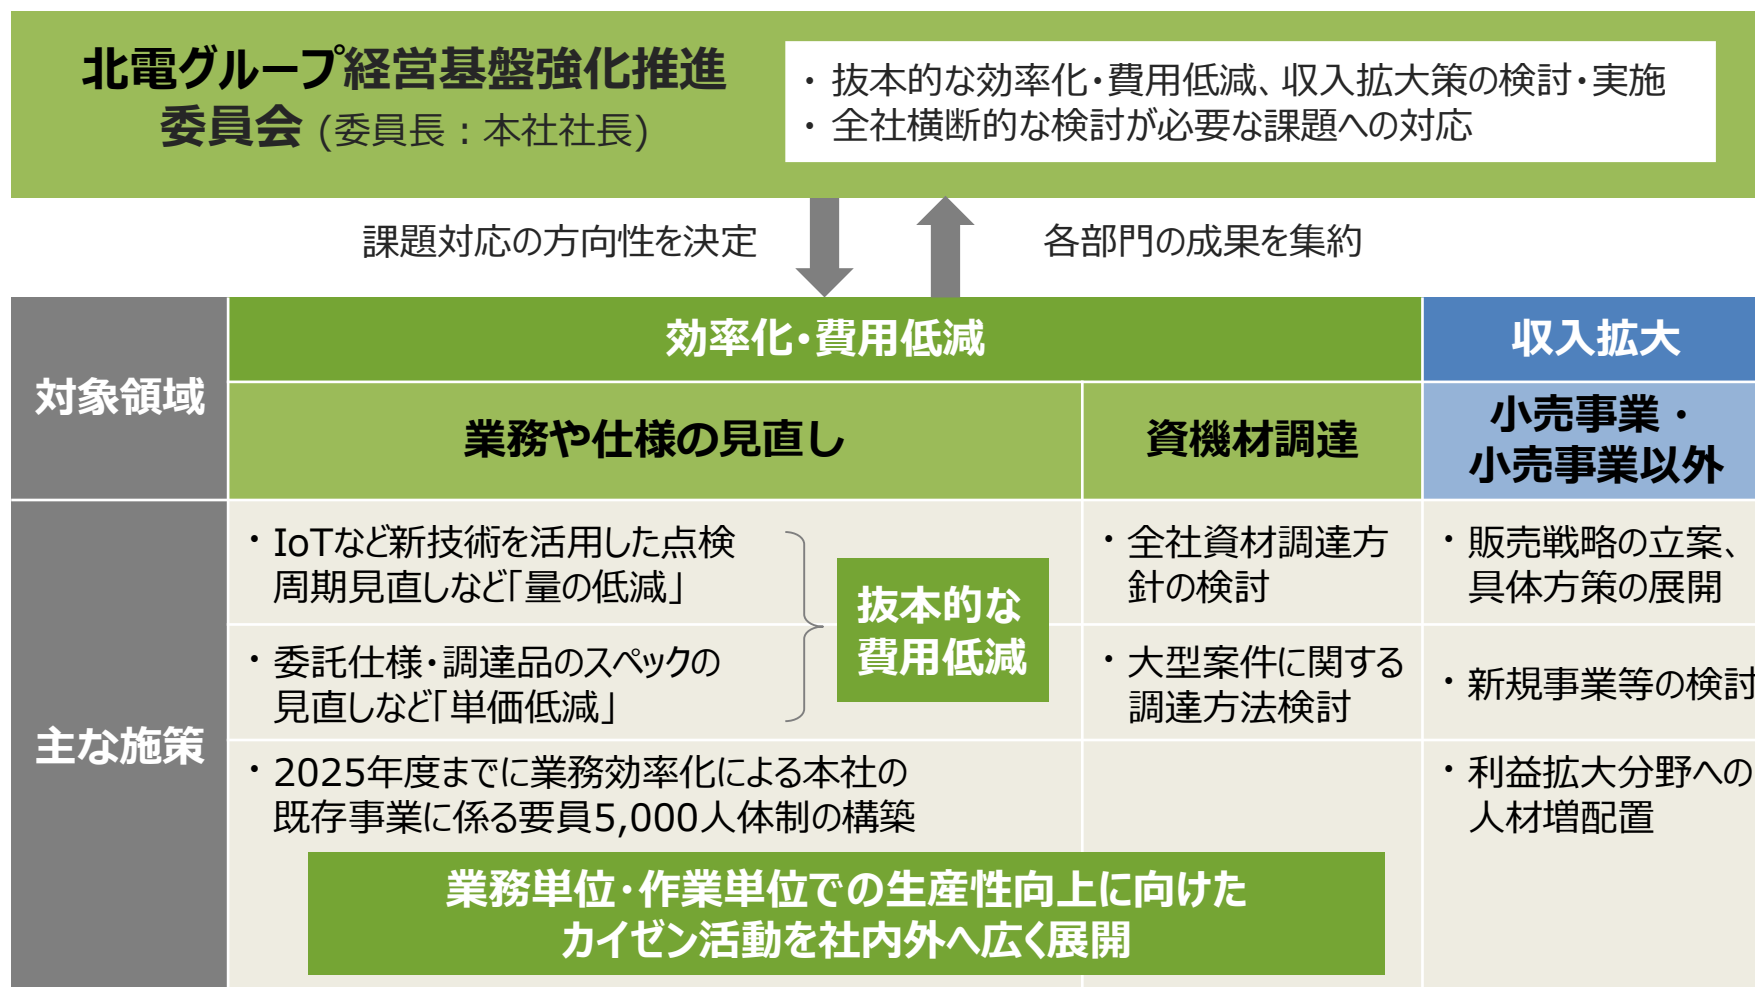 北電グループ経営基盤強化推進
委員会 (委員長：本社社長)
・ 抜本的な効率化・費用低減、収入拡大策の検討・実施
・ 全社横断的な検討が必要な課題への対応
課題対応の方向性を決定
各部門の成果を集約
対象領域
効率化・費用低減
収入拡大
業務や仕様の見直し
資機材調達
小売事業・
小売事業以外
主な施策
・IoTなど新技術を活用した点検
周期見直しなど「量の低減」
・委託仕様・調達品のスペックの
見直しなど「単価低減」
抜本的な
費用低減
・全社資材調達方
針の検討
・販売戦略の立案、
具体方策の展開
・大型案件に関する
調達方法検討
・新規事業等の検討
・2025年度までに業務効率化による本社の
既存事業に係る要員5,000人体制の構築
・利益拡大分野への
人材増配置
業務単位・作業単位での生産性向上に向けた
カイゼン活動を社内外へ広く展開